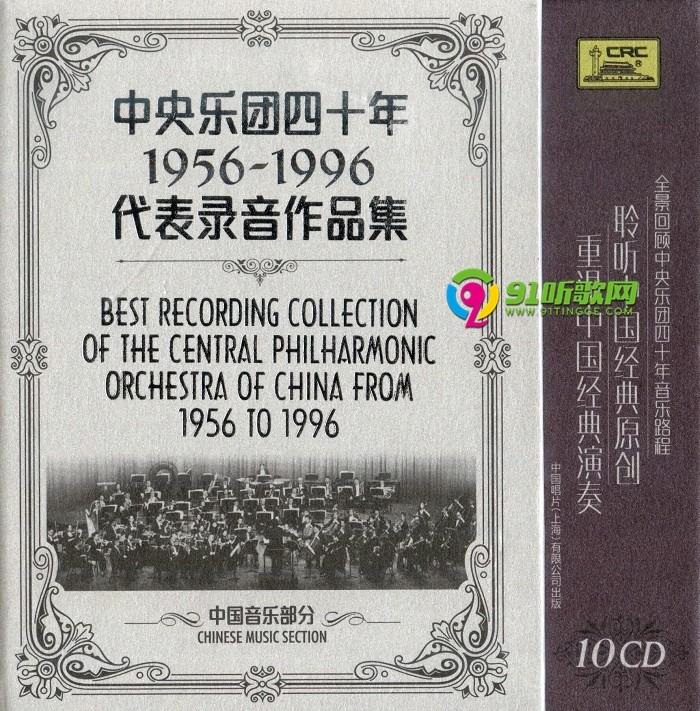 中央乐团四十年
1956-1996
代表录音作品集
BEST RECORDING COLLECTION
OF THE CENTRAL PHILHARMONIC
ORCHESTRA OF CHINA FROM
1956 TO 1996
中国音乐部分
CHINESE MUSIC SECTION
CRC
®
全景回顾中央乐团四十年音乐路程
聆听 国经典原创
重 中国经典演奏
中国唱片(上海)有限公司出版
91听歌网
WWW.91TINGGE.COM
10CD